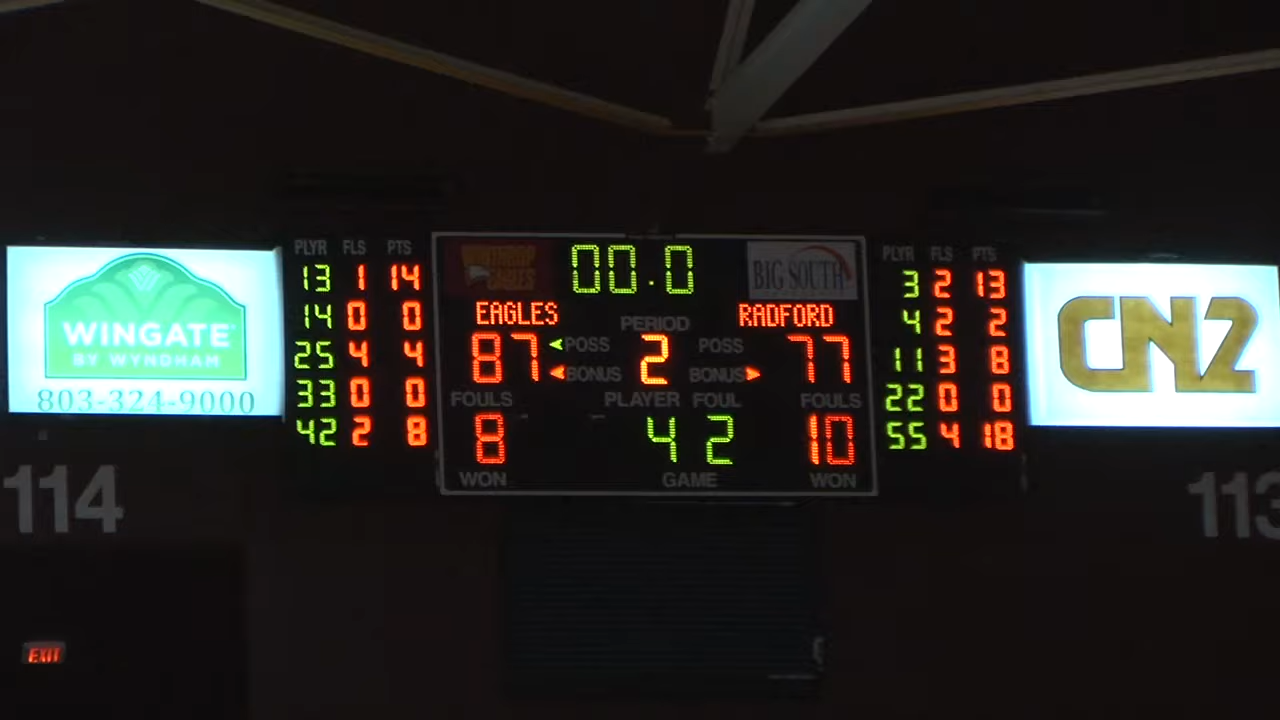 WINGATE
BY WYNDHAM
803-324-9000
PLYR FLS PTS
13 1 14
14 0 0
25 4 4
33 0 0
42 2 8
WINTHROP
EAGLES
00.0
BIG SOUTH
EAGLES PERIOD RADFORD
87 POSS 2 POSS 77
BONUS BONUS
FOULS PLAYER FOUL FOULS
8 42 10
WON GAME WON
PLYR FLS PTS
3 2 13
4 2 2
11 3 8
22 0 0
55 4 18
CN2
114
113
EXIT